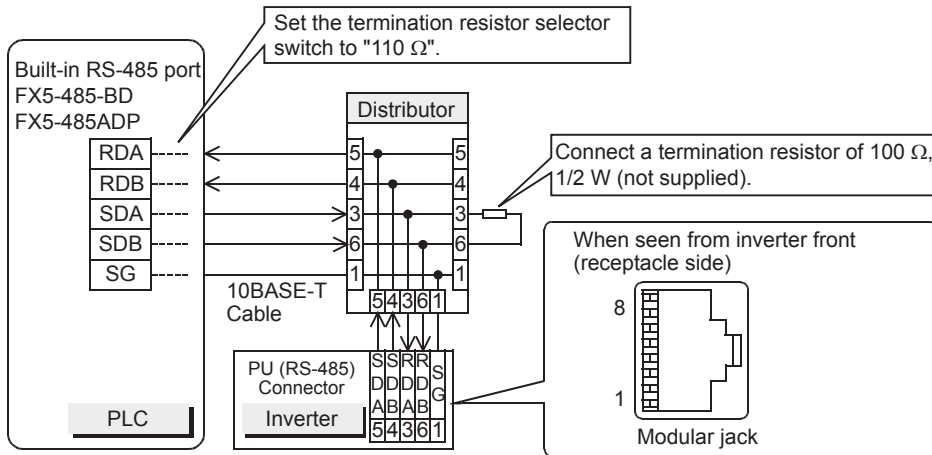 Set the termination resistor selector
switch to "110 Ω".
Built-in RS-485 port
FX5-485-BD
FX5-485ADP
Distributor
RDA
RDB
SDA
SDB
SG
5
4
3
6
1
5
4
3
6
1
Connect a termination resistor of 100 Ω,
1/2 W (not supplied).
10BASE-T
Cable
5 4 3 6 1
PU (RS-485)
Connector
Inverter
SDA SDB RDA RDB SG
5 4 3 6 1
PLC
When seen from inverter front
(receptacle side)
8
1
Modular jack